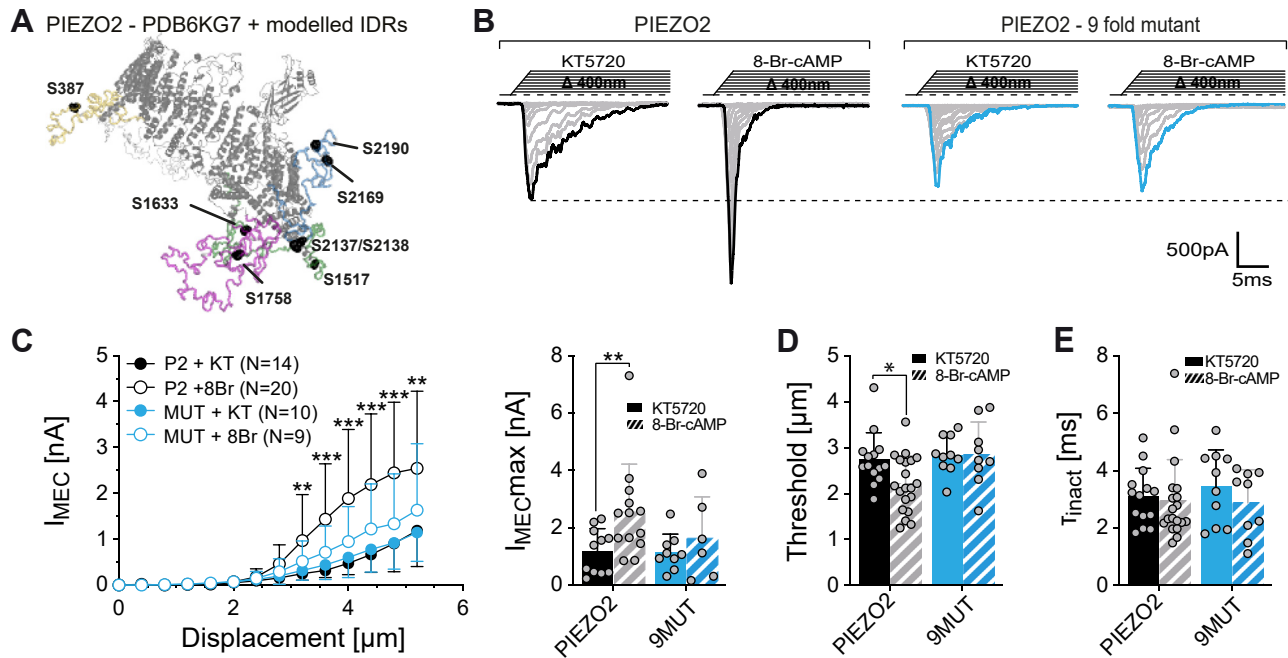 A PIEZO2 - PDB6KG7 + modelled IDRs
S387
S2190
S2169
S1633
S2137/S2138
S1517
S1758
B
PIEZO2
PIEZO2 - 9 fold mutant
KT5720
8-Br-cAMP
KT5720
8-Br-cAMP
Δ 400nm
Δ 400nm
Δ 400nm
Δ 400nm
500pA
5ms
C
P2 + KT (N=14)
P2 +8Br (N=20)
MUT + KT (N=10)
MUT + 8Br (N=9)
** *** *** *** *** **
I_MEC [nA]
5
4
3
2
1
0
0 2 4 6
Displacement [µm]
I_MECmax [nA]
8
6
4
2
0
**
KT5720
8-Br-cAMP
PIEZO2
9MUT
D
Threshold [µm]
5
4
3
2
1
0
*
KT5720
8-Br-cAMP
PIEZO2
9MUT
E
τinact [ms]
8
6
4
2
0
KT5720
8-Br-cAMP
PIEZO2
9MUT